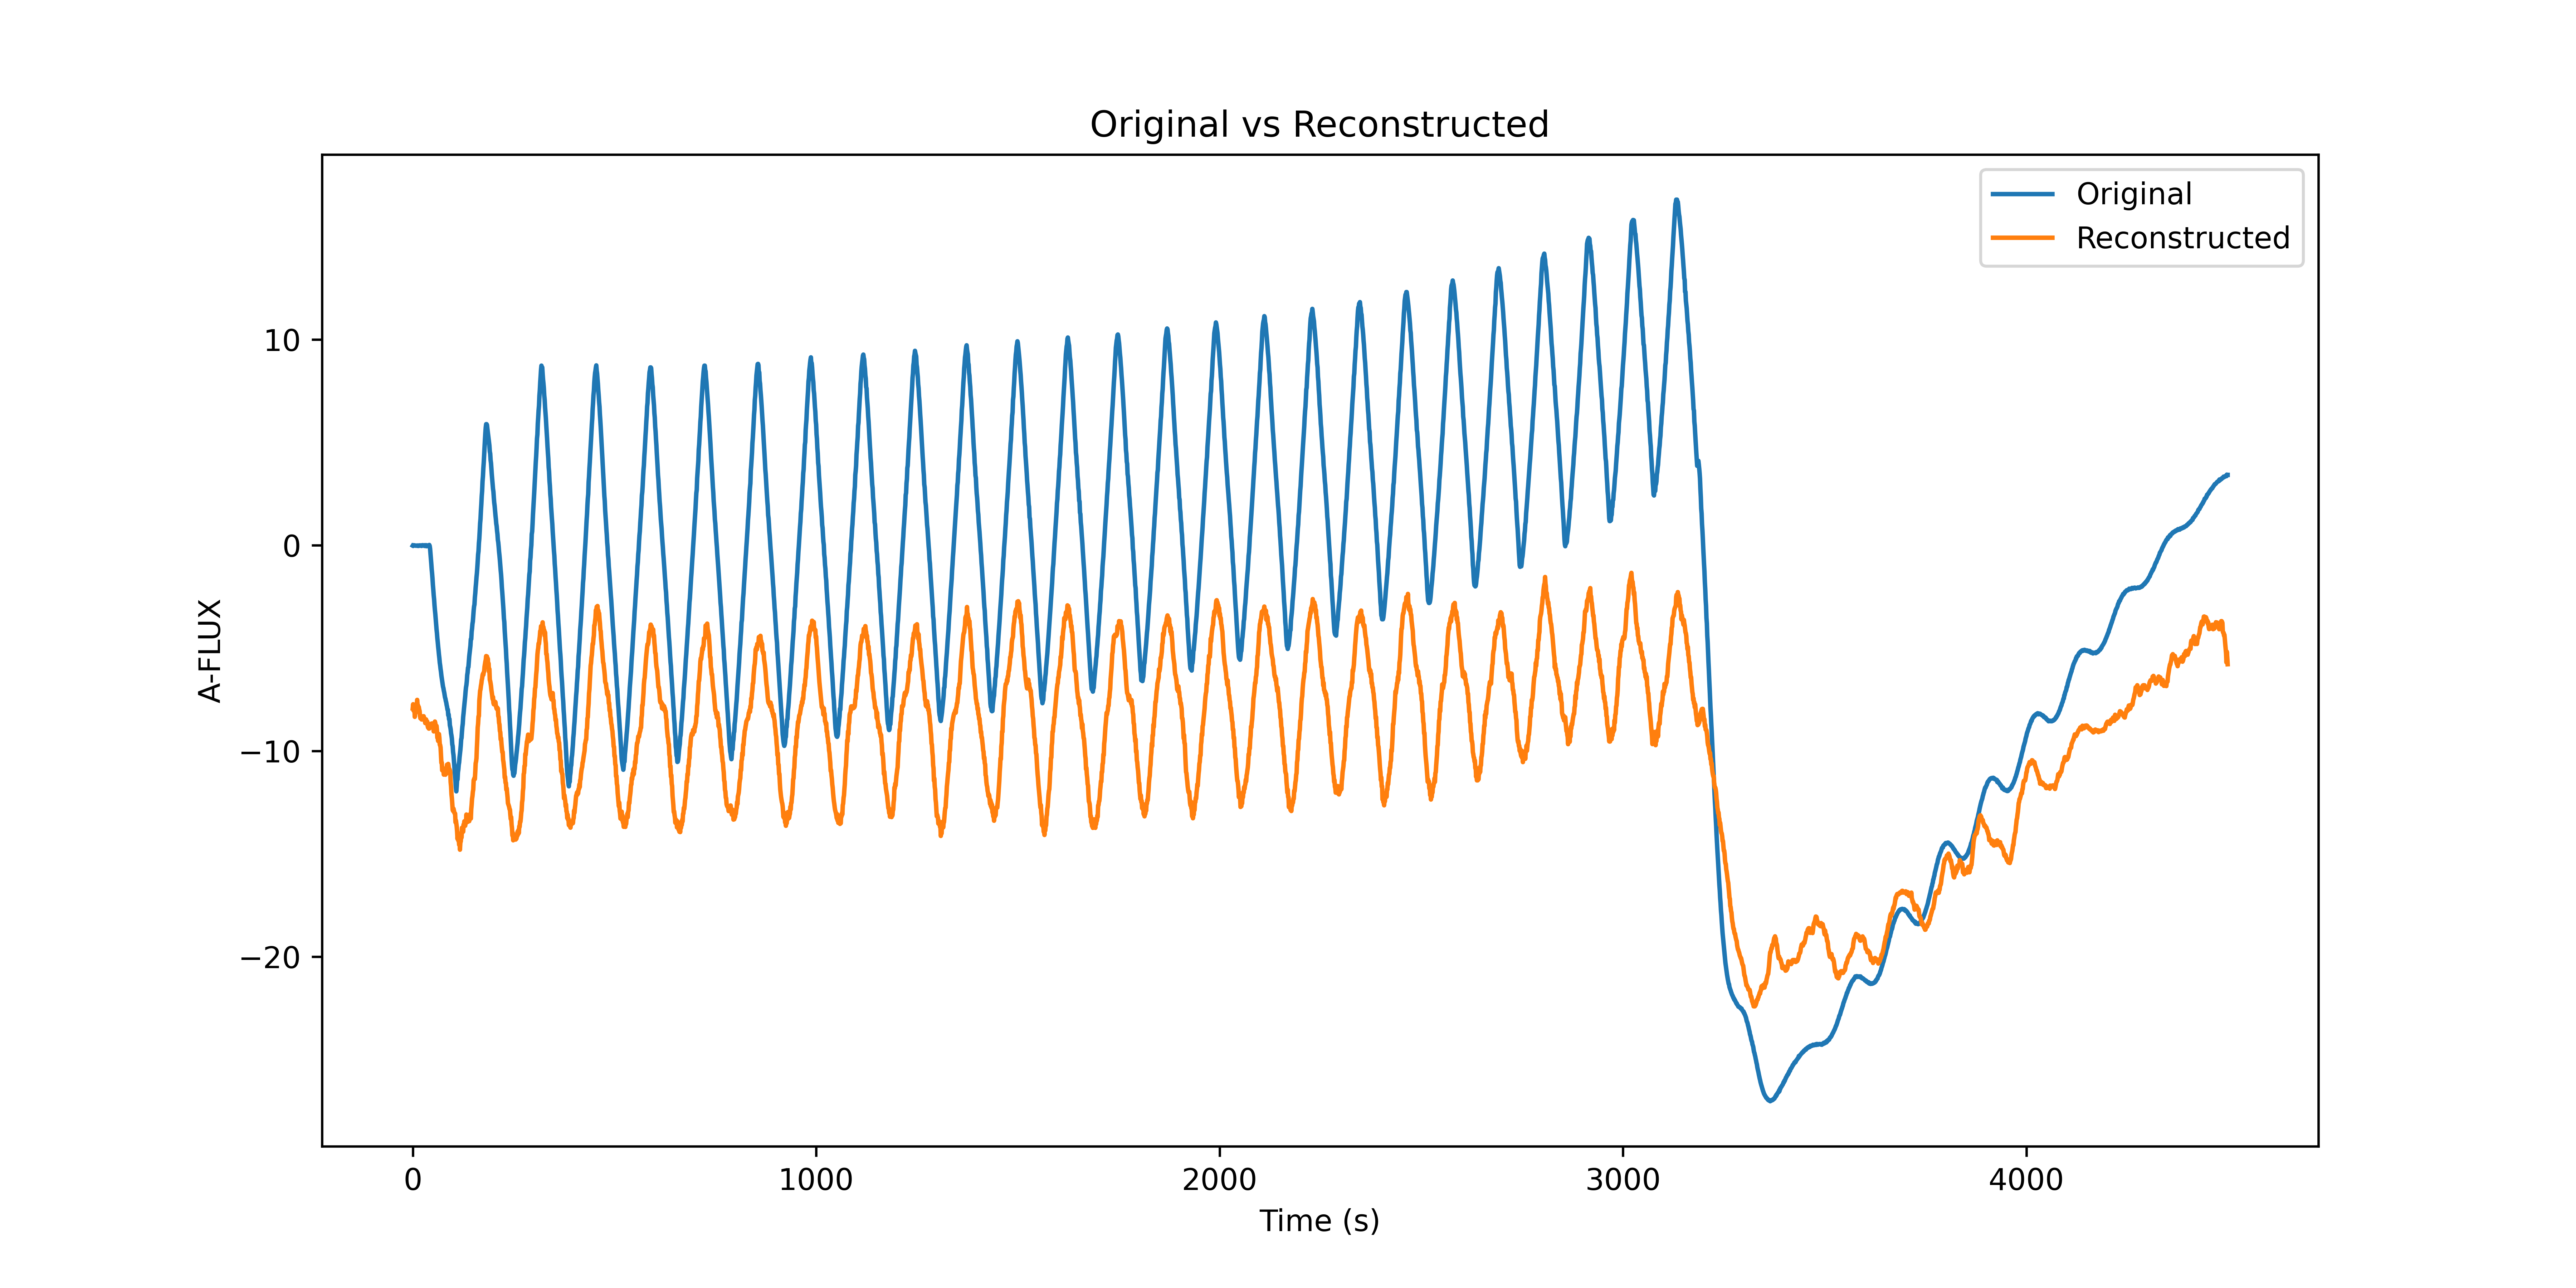 Original vs Reconstructed
Original
Reconstructed
10
0
−10
−20
A-FLUX
0 1000 2000 3000 4000
Time (s)